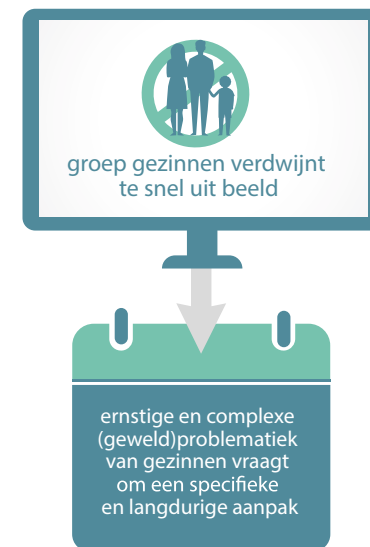 groep gezinnen verdwijnt
te snel uit beeld
ernstige en complexe
(geweld)problematiek
van gezinnen vraagt
om een specifieke
en langdurige aanpak